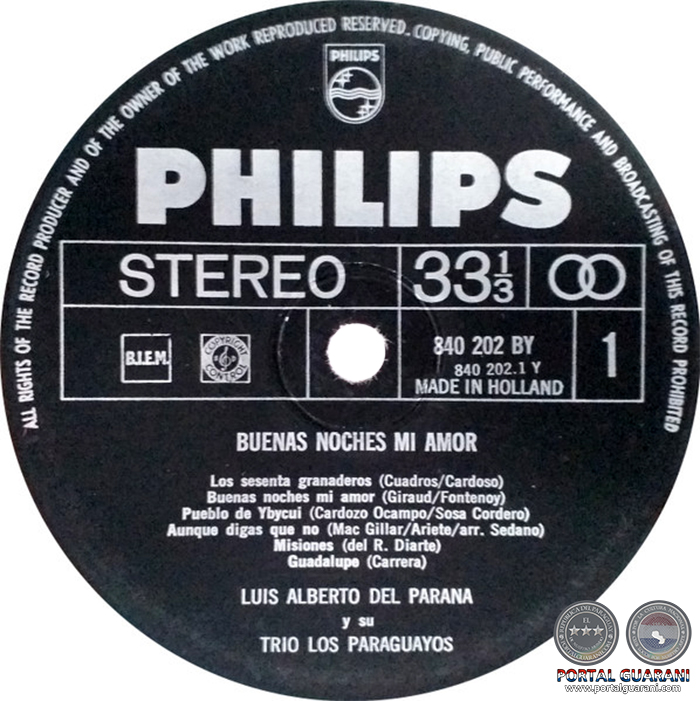 ALL RIGHTS OF THE RECORD PRODUCER AND OF THE OWNER OF THE WORK REPRODUCED RESERVED. COPYING, PUBLIC PERFORMANCE AND BROADCASTING OF THIS RECORD PROHIBITED
PHILIPS
PHILIPS
STEREO 33 1/3
B.I.E.M. COPYRIGHT CONTROL 840 202 BY 1
840 202.1 Y
MADE IN HOLLAND
BUENAS NOCHES MI AMOR
Los sesenta granaderos (Cuadros/Cardoso)
Buenas noches mi amor (Giraud/Fontenoy)
Pueblo de Ybycui (Cardozo Ocampo/Sosa Cordero)
Aunque digas que no (Mac Gillar/Ariete/arr. Sedano)
Misiones (del R. Diarte)
Guadalupe (Carrera)
LUIS ALBERTO DEL PARANA
y su
TRIO LOS PARAGUAYOS
PORTAL GUARANI
www.portalguarani.com